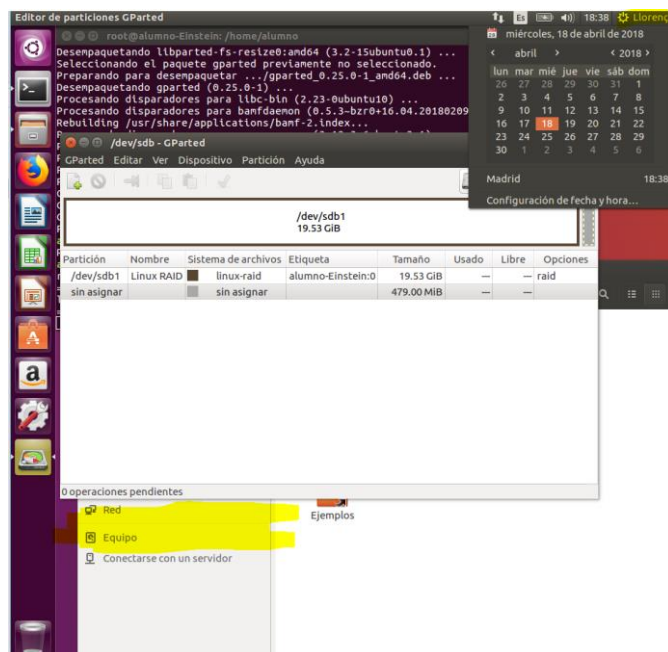 Editor de particiones GParted
Es
18:38
Llorenç
root@alumno-Einstein: /home/alumno
Desempaquetando libparted-fs-resize0:amd64 (3.2-15ubuntu0.1) ...
Seleccionando el paquete gparted previamente no seleccionado.
Preparando para desempaquetar .../gparted_0.25.0-1_amd64.deb ...
Desempaquetando gparted (0.25.0-1) ...
Procesando disparadores para libc-bin (2.23-0ubuntu10) ...
Procesando disparadores para bamfdaemon (0.5.3~bzr0+16.04.20180209
Rebuilding /usr/share/applications/bamf-2.index...
miércoles, 18 de abril de 2018
abril
2018
lun mar mié jue vie sáb dom
26 27 28 29 30 31 1
2 3 4 5 6 7 8
9 10 11 12 13 14 15
16 17 18 19 20 21 22
23 24 25 26 27 28 29
30 1 2 3 4 5 6
Madrid 18:38
Configuración de fecha y hora...
/dev/sdb - GParted
GParted Editar Ver Dispositivo Partición Ayuda
/dev/sdb1
19.53 GiB
Partición Nombre Sistema de archivos Etiqueta Tamaño Usado Libre Opciones
/dev/sdb1 Linux RAID linux-raid alumno-Einstein:0 19.53 GiB — — raid
sin asignar sin asignar 479.00 MiB — —
0 operaciones pendientes
Red
Equipo
Conectarse con un servidor
Ejemplos